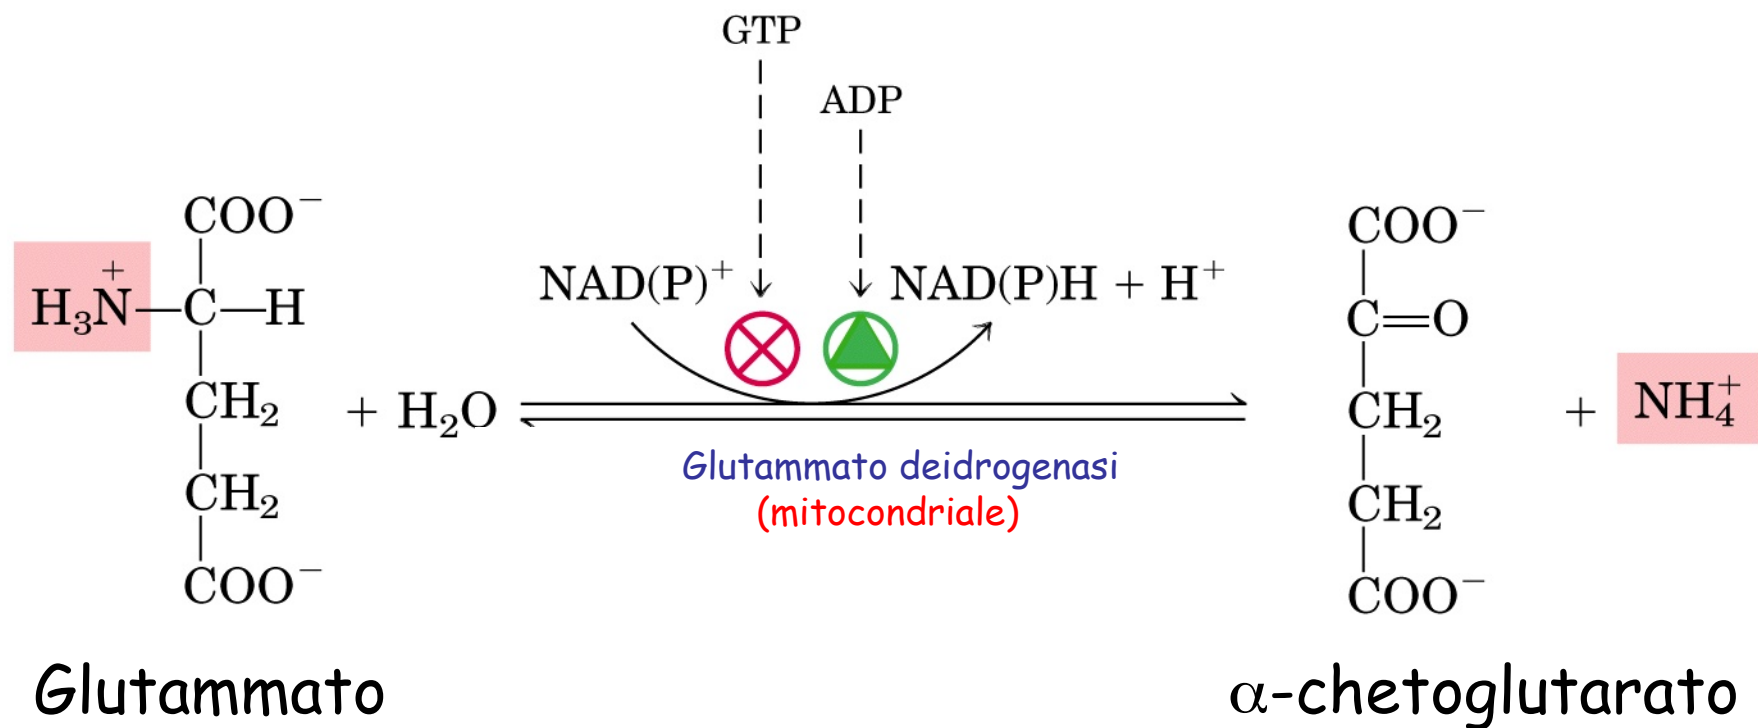 GTP
ADP
COO⁻
H₃N⁺—C—H
CH₂
CH₂
COO⁻
+ H₂O
NAD(P)⁺
NAD(P)H + H⁺
Glutammato deidrogenasi
(mitocondriale)
COO⁻
C=O
CH₂
CH₂
COO⁻
+ NH₄⁺
Glutammato
α-chetoglutarato